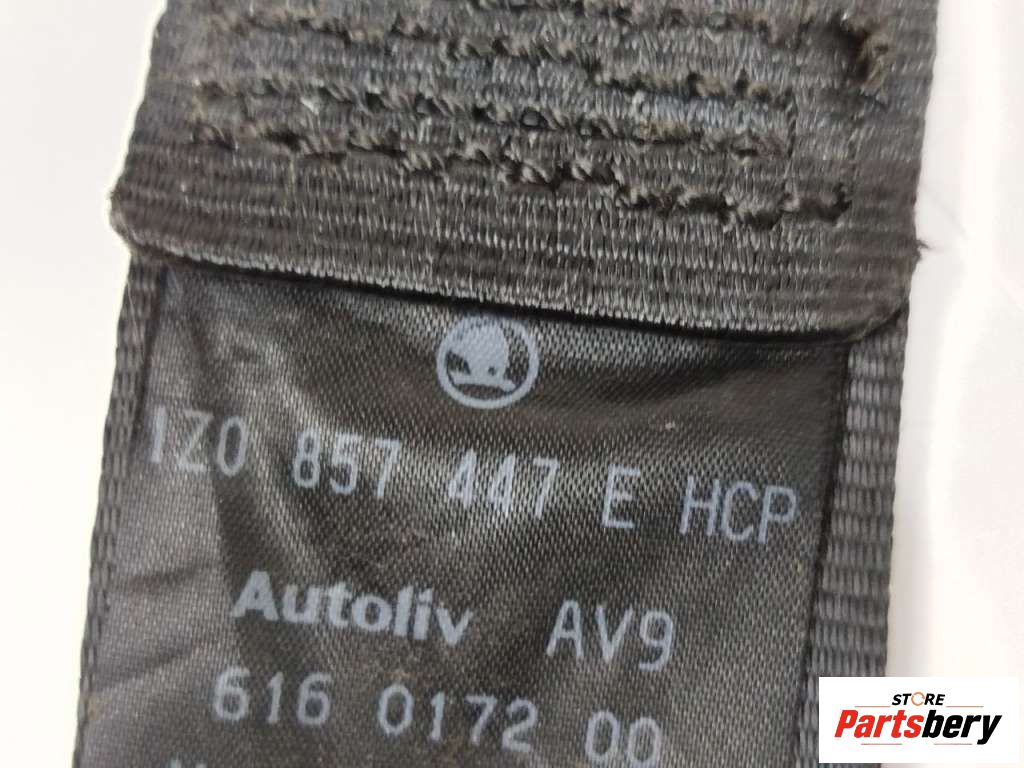 1Z0 857 447 E HCP
Autoliv AV9
616 0172 00
STORE
Partsbery